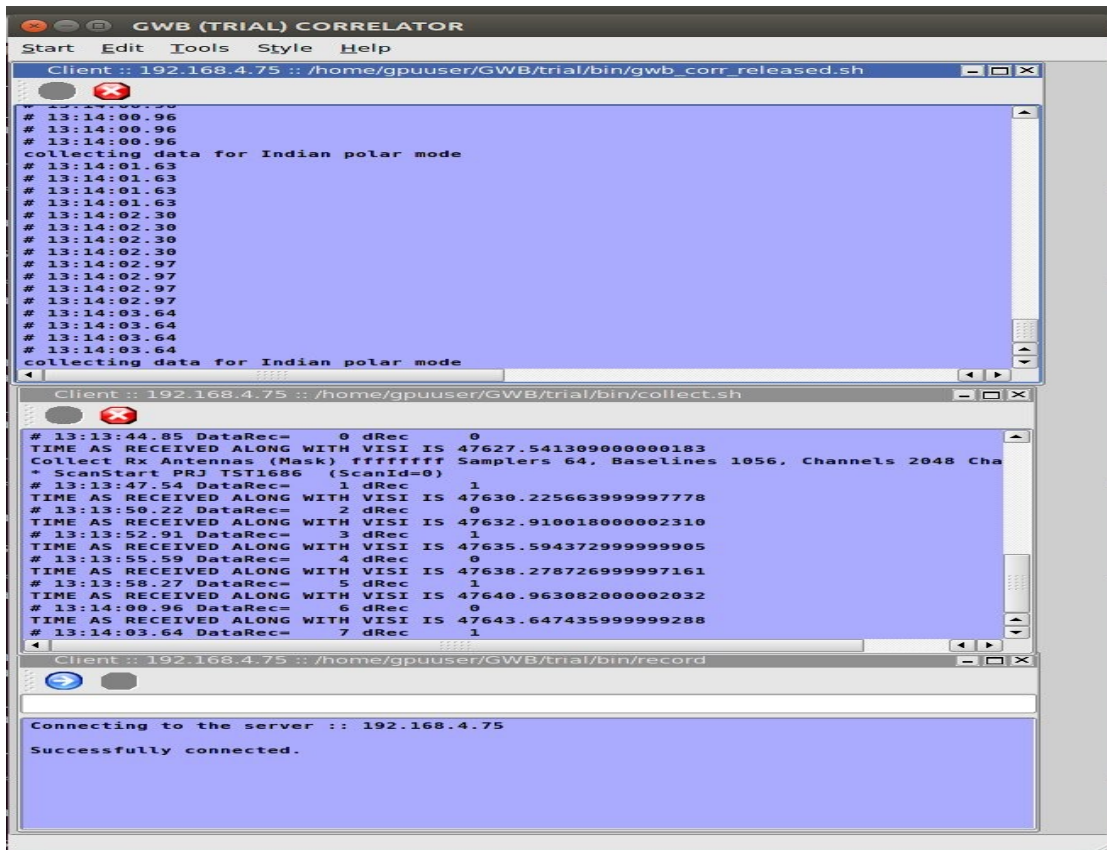 GWB (TRIAL) CORRELATOR
Start Edit Tools Style Help
Client :: 192.168.4.75 :: /home/gpuuser/GWB/trial/bin/gwb_corr_released.sh
# 13:14:00.96
# 13:14:00.96
# 13:14:00.96
# 13:14:00.96
collecting data for Indian polar mode
# 13:14:01.63
# 13:14:01.63
# 13:14:01.63
# 13:14:01.63
# 13:14:02.30
# 13:14:02.30
# 13:14:02.30
# 13:14:02.30
# 13:14:02.97
# 13:14:02.97
# 13:14:02.97
# 13:14:02.97
# 13:14:03.64
# 13:14:03.64
# 13:14:03.64
# 13:14:03.64
collecting data for Indian polar mode
Client :: 192.168.4.75 :: /home/gpuuser/GWB/trial/bin/collect.sh
# 13:13:44.85 DataRec= 0 dRec 0
TIME AS RECEIVED ALONG WITH VISI IS 47627.541309000000183
Collect Rx Antennas (Mask) ffffffff Samplers 64, Baselines 1056, Channels 2048 Cha
* ScanStart PRJ TST1686 (ScanId=0)
# 13:13:47.54 DataRec= 1 dRec 1
TIME AS RECEIVED ALONG WITH VISI IS 47630.225663999997778
# 13:13:50.22 DataRec= 2 dRec 0
TIME AS RECEIVED ALONG WITH VISI IS 47632.910018000002310
# 13:13:52.91 DataRec= 3 dRec 1
TIME AS RECEIVED ALONG WITH VISI IS 47635.594372999999905
# 13:13:55.59 DataRec= 4 dRec 0
TIME AS RECEIVED ALONG WITH VISI IS 47638.278726999997161
# 13:13:58.27 DataRec= 5 dRec 1
TIME AS RECEIVED ALONG WITH VISI IS 47640.963082000002032
# 13:14:00.96 DataRec= 6 dRec 0
TIME AS RECEIVED ALONG WITH VISI IS 47643.647435999999288
# 13:14:03.64 DataRec= 7 dRec 1
Client :: 192.168.4.75 :: /home/gpuuser/GWB/trial/bin/record
Connecting to the server :: 192.168.4.75
Successfully connected.